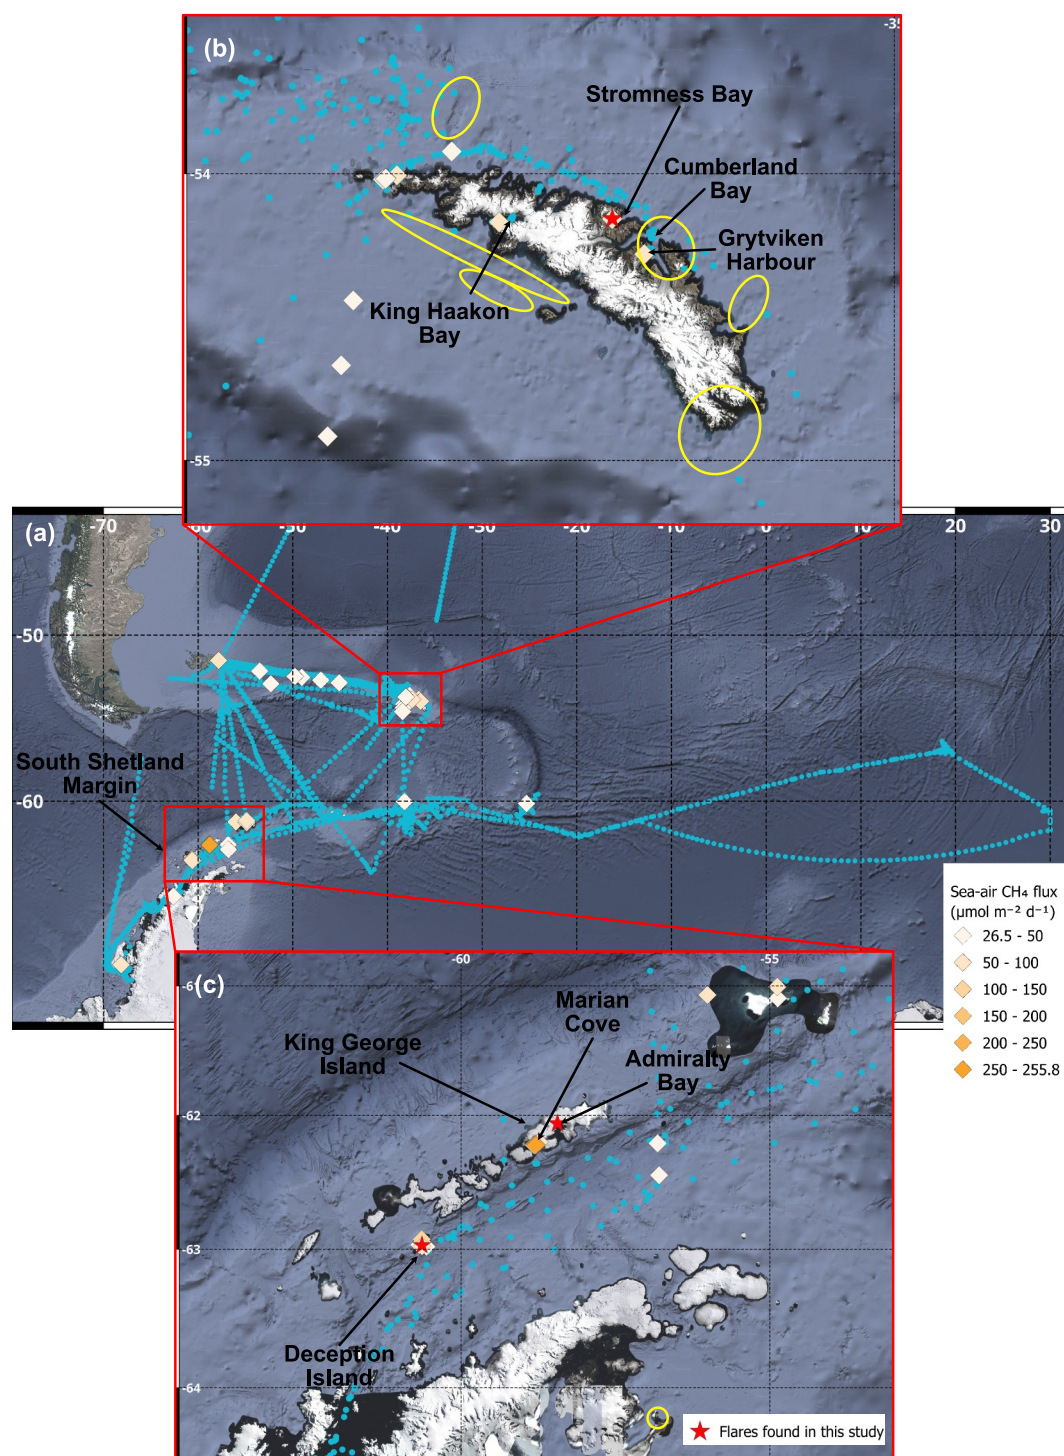 (b)
-35
Stromness Bay
-54
Cumberland
Bay
Grytviken
Harbour
King Haakon
Bay
-55
(a)
-70
-60
-50
-40
-30
-20
-10
0
10
20
30
-50
South Shetland
Margin
-60
Sea-air CH₄ flux
(µmol m⁻² d⁻¹)
26.5 - 50
50 - 100
100 - 150
150 - 200
200 - 250
250 - 255.8
(c)
-60
-55
-61
Marian
Cove
King George
Island
Admiralty
Bay
-62
-63
Deception
Island
-64
Flares found in this study